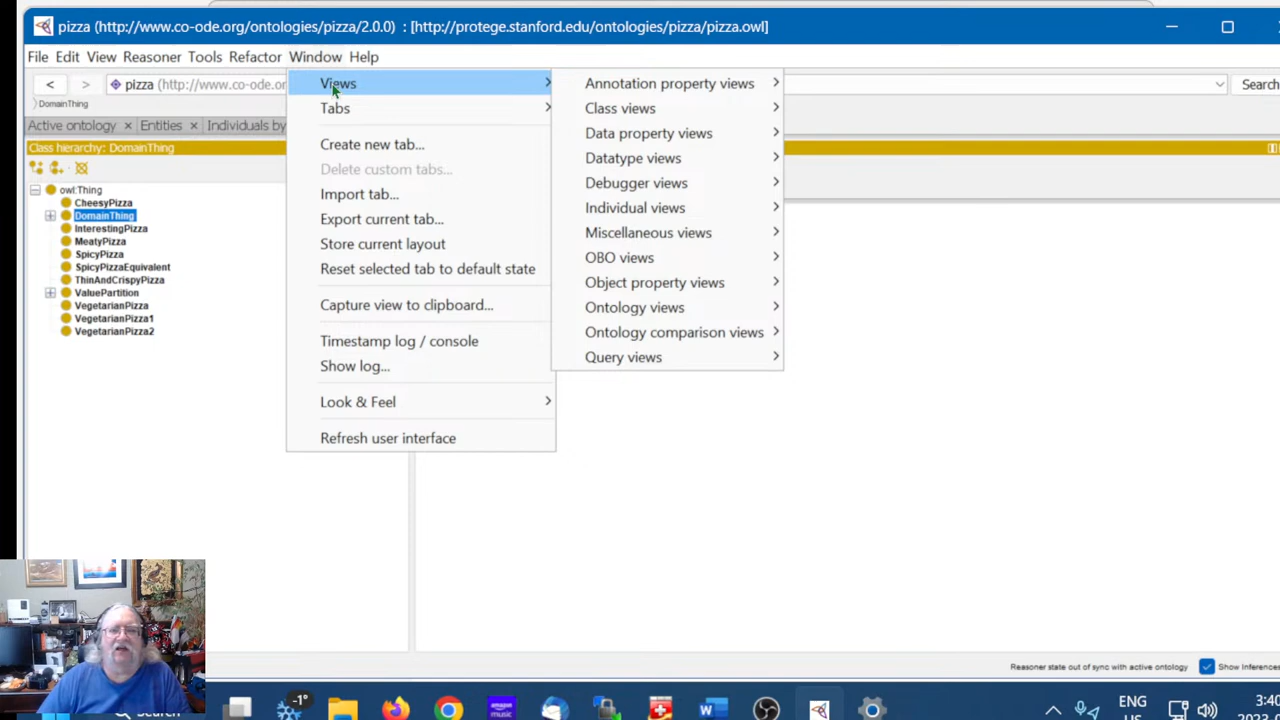 pizza (http://www.co-ode.org/ontologies/pizza/2.0.0) : [http://protege.stanford.edu/ontologies/pizza/pizza.owl]
File Edit View Reasoner Tools Refactor Window Help
< > pizza (http://www.co-ode.or Search
DomainThing
Active ontology × Entities × Individuals by
Class hierarchy: DomainThing
owl:Thing
CheesyPizza
DomainThing
InterestingPizza
MeatyPizza
SpicyPizza
SpicyPizzaEquivalent
ThinAndCrispyPizza
ValuePartition
VegetarianPizza
VegetarianPizza1
VegetarianPizza2
Views
Tabs
Create new tab...
Delete custom tabs...
Import tab...
Export current tab...
Store current layout
Reset selected tab to default state
Capture view to clipboard...
Timestamp log / console
Show log...
Look & Feel
Refresh user interface
Annotation property views
Class views
Data property views
Datatype views
Debugger views
Individual views
Miscellaneous views
OBO views
Object property views
Ontology views
Ontology comparison views
Query views
Reasoner state out of sync with active ontology Show Inferences
Search
-1°
amazon music
ENG
3:40